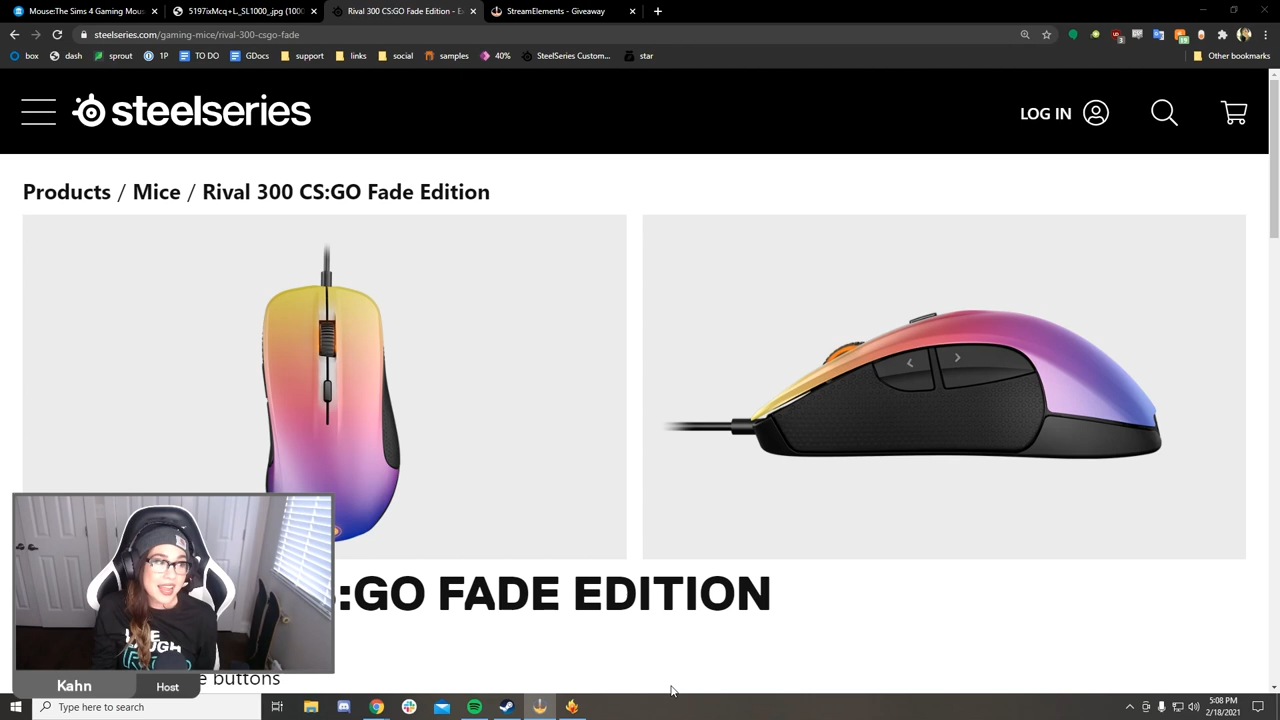 Mouse:The Sims 4 Gaming Mous
5197ixMcq+L_SL1000_.jpg (1000
Rival 300 CS:GO Fade Edition - Ex
StreamElements - Giveaway
steelseries.com/gaming-mice/rival-300-csgo-fade
box
dash
sprout
1P
TO DO
GDocs
support
links
social
samples
40%
SteelSeries Custom...
star
Other bookmarks
steelseries
LOG IN
Products / Mice / Rival 300 CS:GO Fade Edition
:GO FADE EDITION
e buttons
Kahn
Host
Type here to search
5:08 PM
2/18/2021